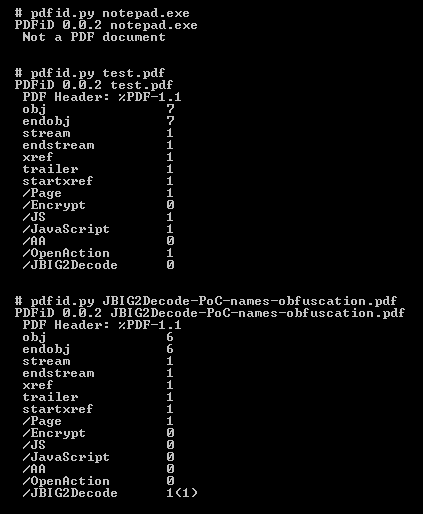 # pdfid.py notepad.exe
PDFiD 0.0.2 notepad.exe
Not a PDF document
# pdfid.py test.pdf
PDFiD 0.0.2 test.pdf
PDF Header: %PDF-1.1
obj 7
endobj 7
stream 1
endstream 1
xref 1
trailer 1
startxref 1
/Page 1
/Encrypt 0
/JS 1
/JavaScript 1
/AA 0
/OpenAction 1
/JBIG2Decode 0
# pdfid.py JBIG2Decode-PoC-names-obfuscation.pdf
PDFiD 0.0.2 JBIG2Decode-PoC-names-obfuscation.pdf
PDF Header: %PDF-1.1
obj 6
endobj 6
stream 1
endstream 1
xref 1
trailer 1
startxref 1
/Page 1
/Encrypt 0
/JS 0
/JavaScript 0
/AA 0
/OpenAction 0
/JBIG2Decode 1(1)